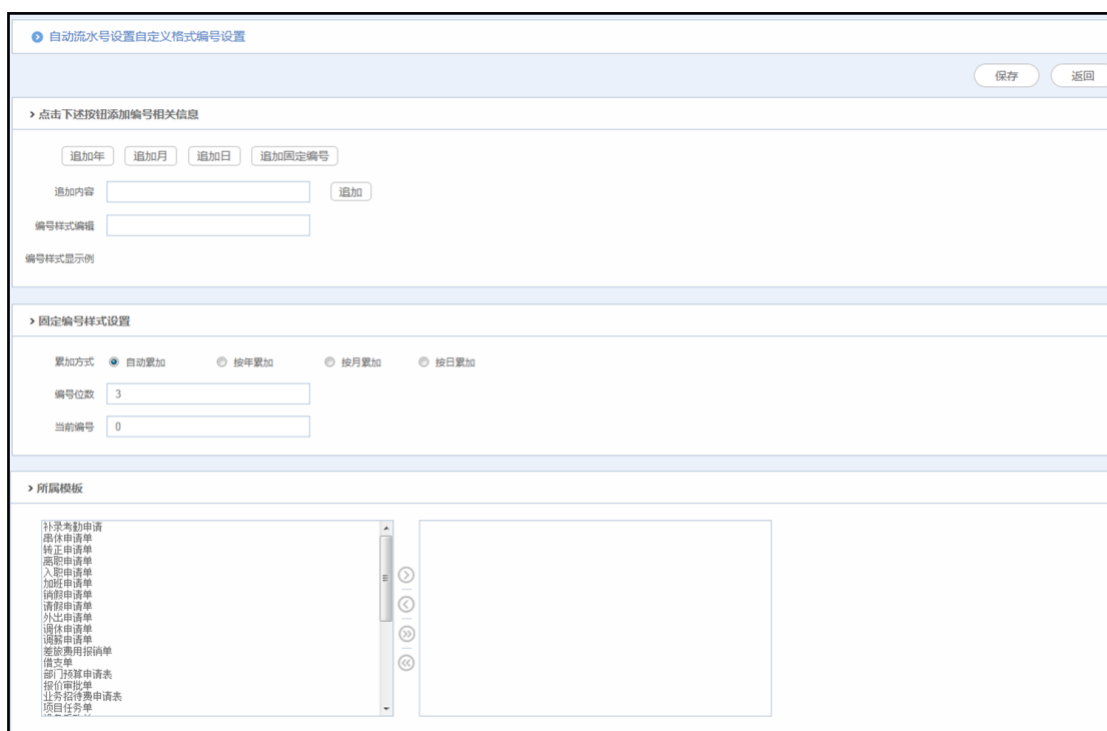 自动流水号设置自定义格式编号设置
保存 返回
点击下述按钮添加编号相关信息
追加年 追加月 追加日 追加固定编号
追加内容 追加
编号样式编辑
编号样式显示例
固定编号样式设置
累加方式 自动累加 按年累加 按月累加 按日累加
编号位数 3
当前编号 0
所属模板
补录考勤申请
串休申请单
转正申请单
离职申请单
入职申请单
加班申请单
销假申请单
请假申请单
外出申请单
调休申请单
调薪申请单
差旅费用报销单
借支单
部门预算申请表
报价审批单
业务招待费申请表
项目任务单